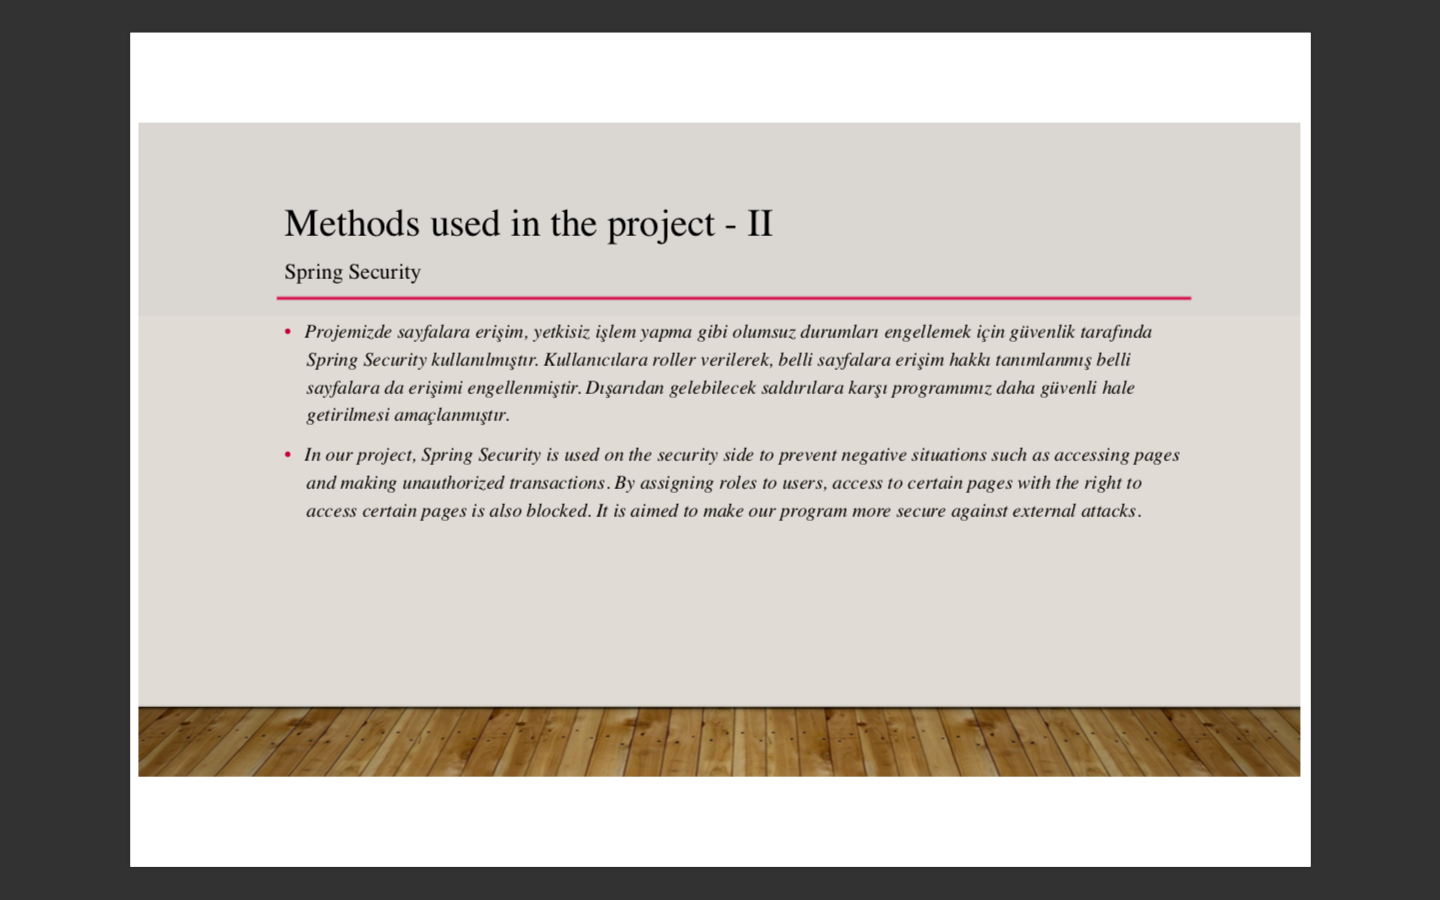 Methods used in the project - II
Spring Security
• Projemizde sayfalara erişim, yetkisiz işlem yapma gibi olumsuz durumları engellemek için güvenlik tarafında
Spring Security kullanılmıştır. Kullanıcılara roller verilerek, belli sayfalara erişim hakkı tanımlanmış belli
sayfalara da erişimi engellenmiştir. Dışarıdan gelebilecek saldırılara karşı programımız daha güvenli hale
getirilmesi amaçlanmıştır.
• In our project, Spring Security is used on the security side to prevent negative situations such as accessing pages
and making unauthorized transactions. By assigning roles to users, access to certain pages with the right to
access certain pages is also blocked. It is aimed to make our program more secure against external attacks.